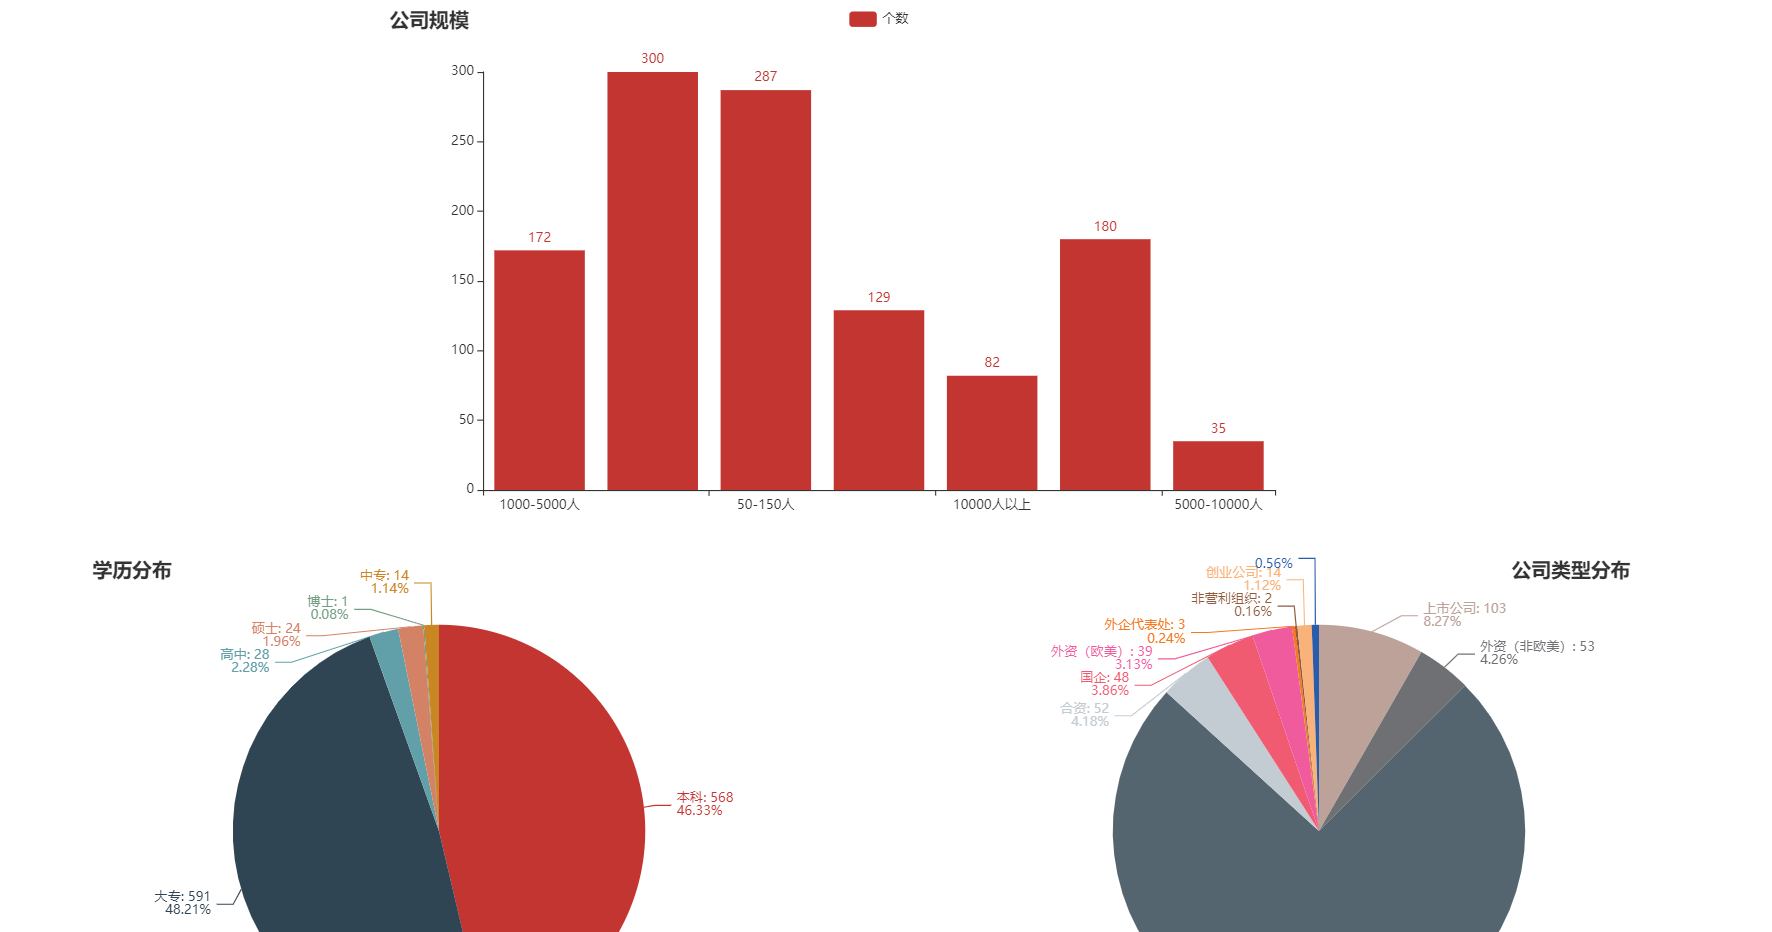 公司规模
个数
300
250
200
150
100
50
0
172
300
287
129
82
180
35
1000-5000人
50-150人
10000人以上
5000-10000人
学历分布
中专: 14
1.14%
博士: 1
0.08%
硕士: 24
1.96%
高中: 28
2.28%
本科: 568
46.33%
大专: 591
48.21%
公司类型分布
0.56%
创业公司: 14
1.12%
非营利组织: 2
0.16%
外企代表处: 3
0.24%
外资（欧美）: 39
3.13%
国企: 48
3.86%
合资: 52
4.18%
上市公司: 103
8.27%
外资（非欧美）: 53
4.26%